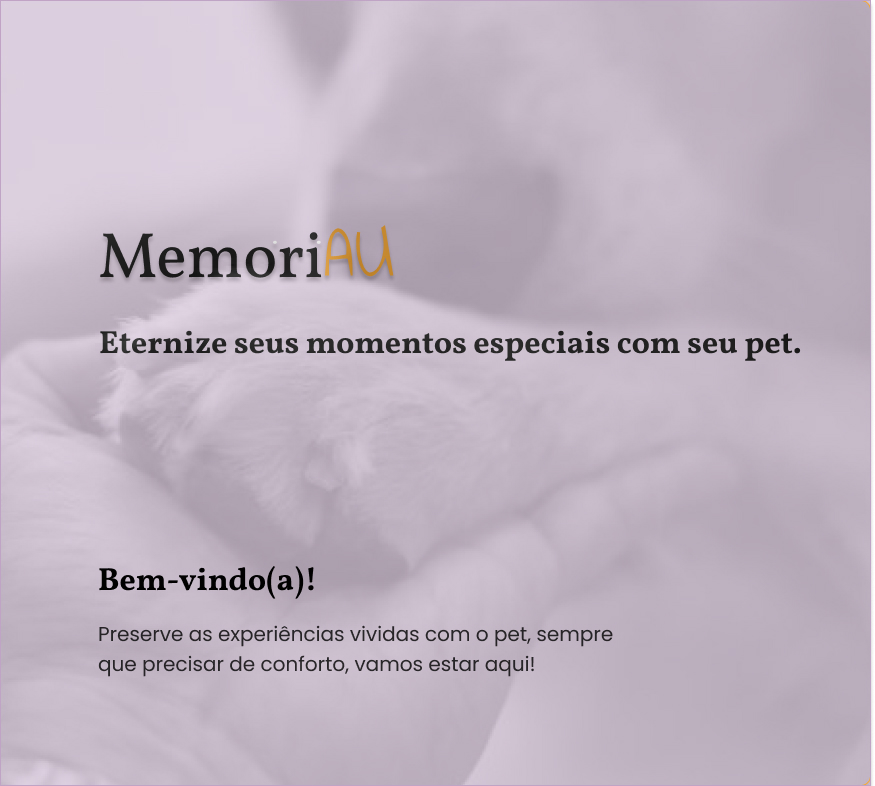 MemoriAU
Eternize seus momentos especiais com seu pet.
Bem-vindo(a)!
Preserve as experiências vividas com o pet, sempre
que precisar de conforto, vamos estar aqui!